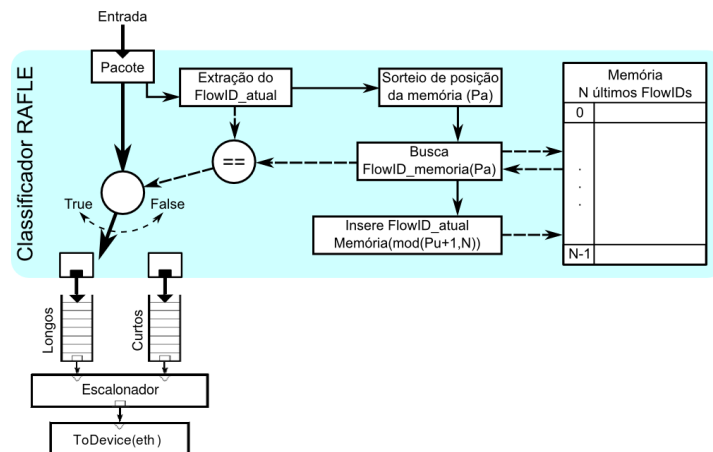 Entrada
Classificador RAFLE
Pacote
Extração do
FlowID_atual
Sorteio de posição
da memória (Pa)
Memória
N últimos FlowIDs
0
Busca
FlowID_memoria(Pa)
==
.
.
.
True
False
Insere FlowID_atual
Memória(mod(Pu+1,N))
N-1
Longos
Curtos
Escalonador
ToDevice(eth )